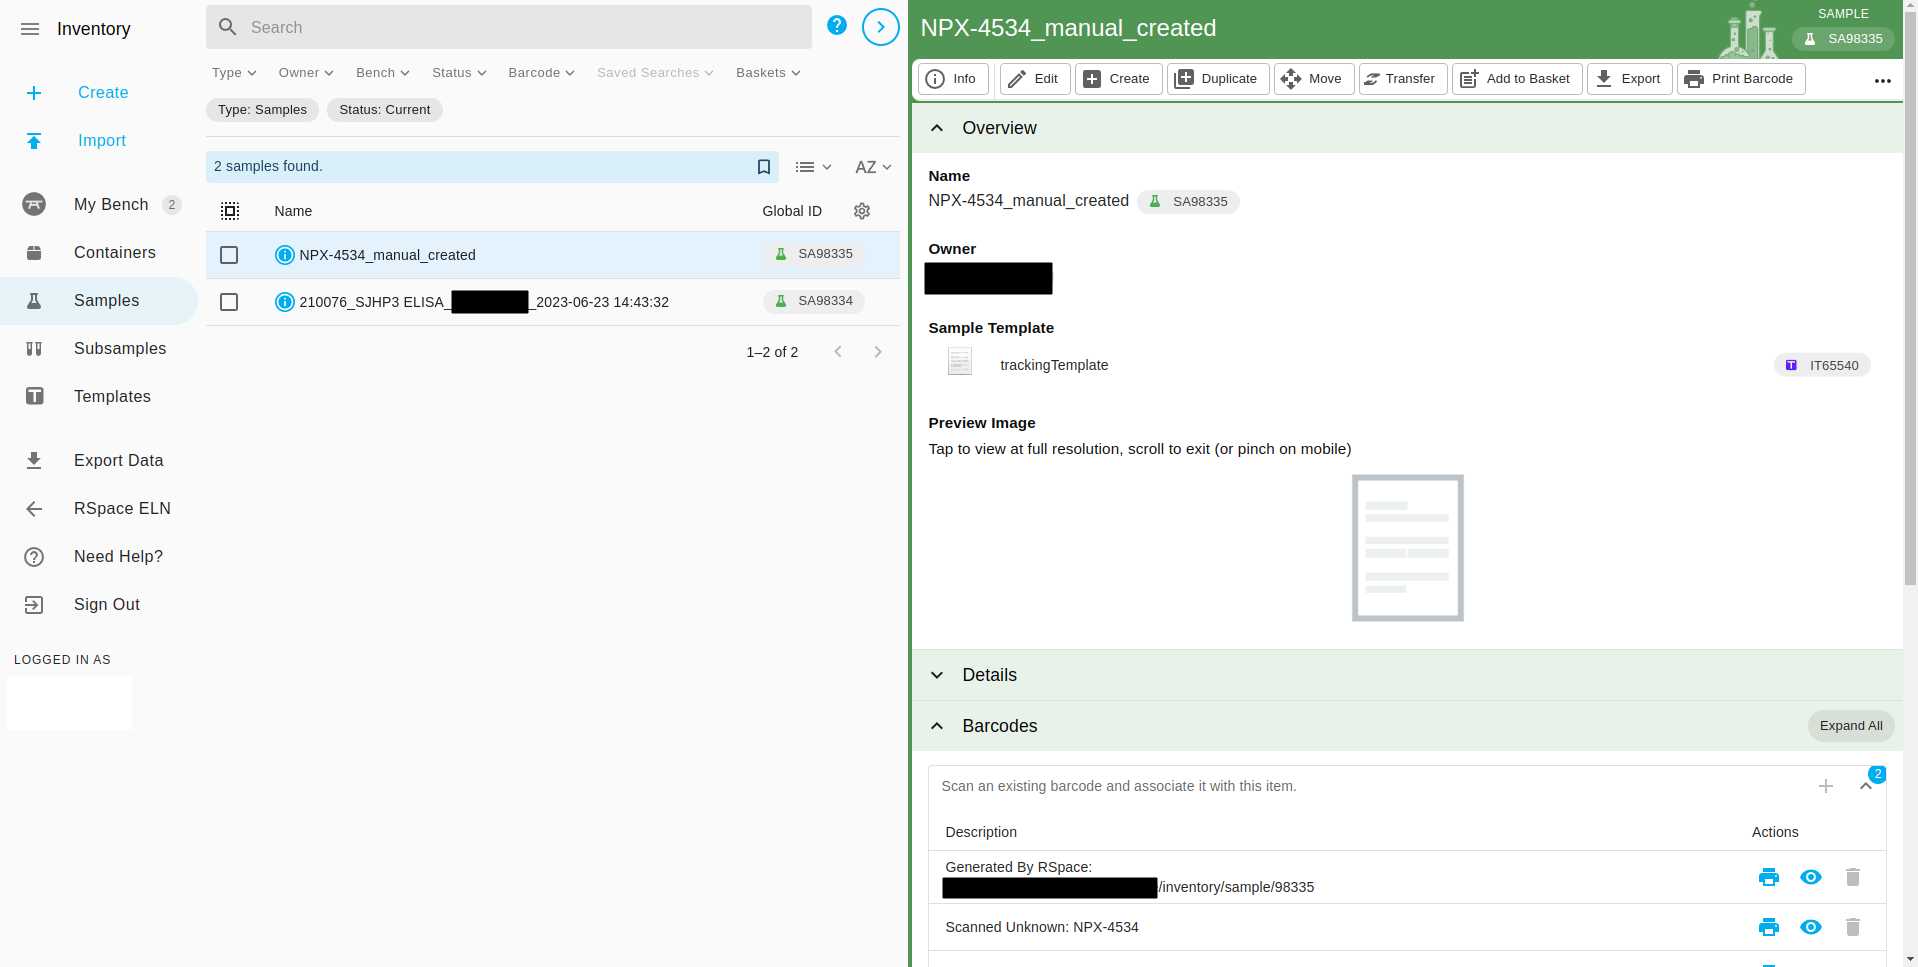 Inventory
Create
Import
My Bench 2
Containers
Samples
Subsamples
Templates
Export Data
RSpace ELN
Need Help?
Sign Out
LOGGED IN AS
Search
Type Owner Bench Status Barcode Saved Searches Baskets
Type: Samples Status: Current
2 samples found.
AZ
Name Global ID
NPX-4534_manual_created SA98335
210076_SJHP3 ELISA_ _2023-06-23 14:43:32 SA98334
1–2 of 2
NPX-4534_manual_created
SAMPLE
SA98335
Info Edit Create Duplicate Move Transfer Add to Basket Export Print Barcode
Overview
Name
NPX-4534_manual_created SA98335
Owner
Sample Template
trackingTemplate IT65540
Preview Image
Tap to view at full resolution, scroll to exit (or pinch on mobile)
Details
Barcodes Expand All
Scan an existing barcode and associate it with this item. 2
Description Actions
Generated By RSpace:
/inventory/sample/98335
Scanned Unknown: NPX-4534